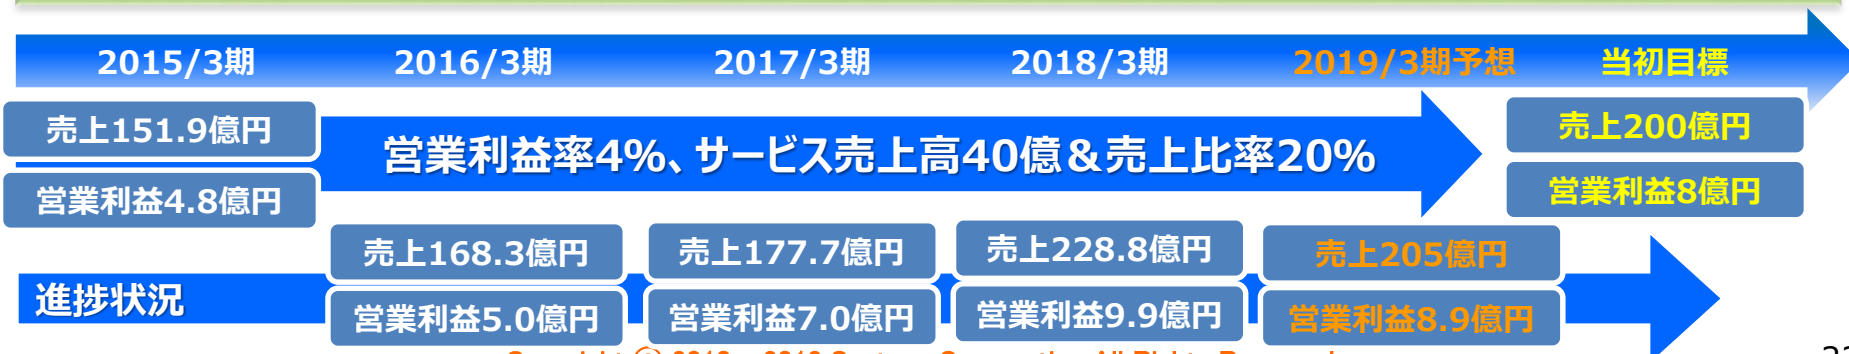 2015/3期 2016/3期 2017/3期 2018/3期 2019/3期予想 当初目標
売上151.9億円
営業利益4.8億円
営業利益率4%、サービス売上高40億＆売上比率20%
売上200億円
営業利益8億円
進捗状況
売上168.3億円
営業利益5.0億円
売上177.7億円
営業利益7.0億円
売上228.8億円
営業利益9.9億円
売上205億円
営業利益8.9億円